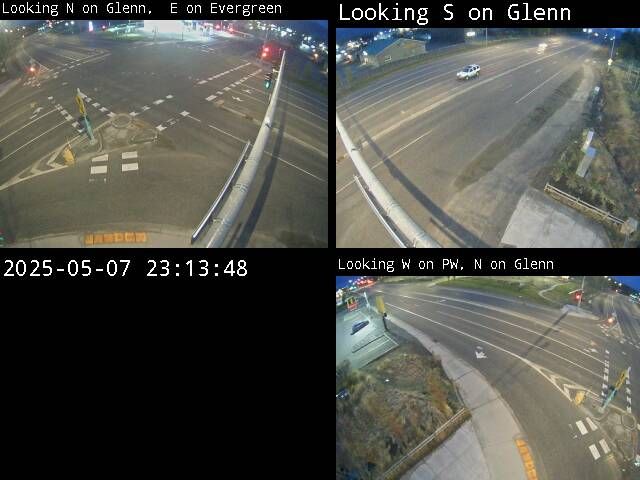 Looking N on Glenn, E on Evergreen
Looking S on Glenn
2025-05-07 23:13:48
Looking W on PW, N on Glenn